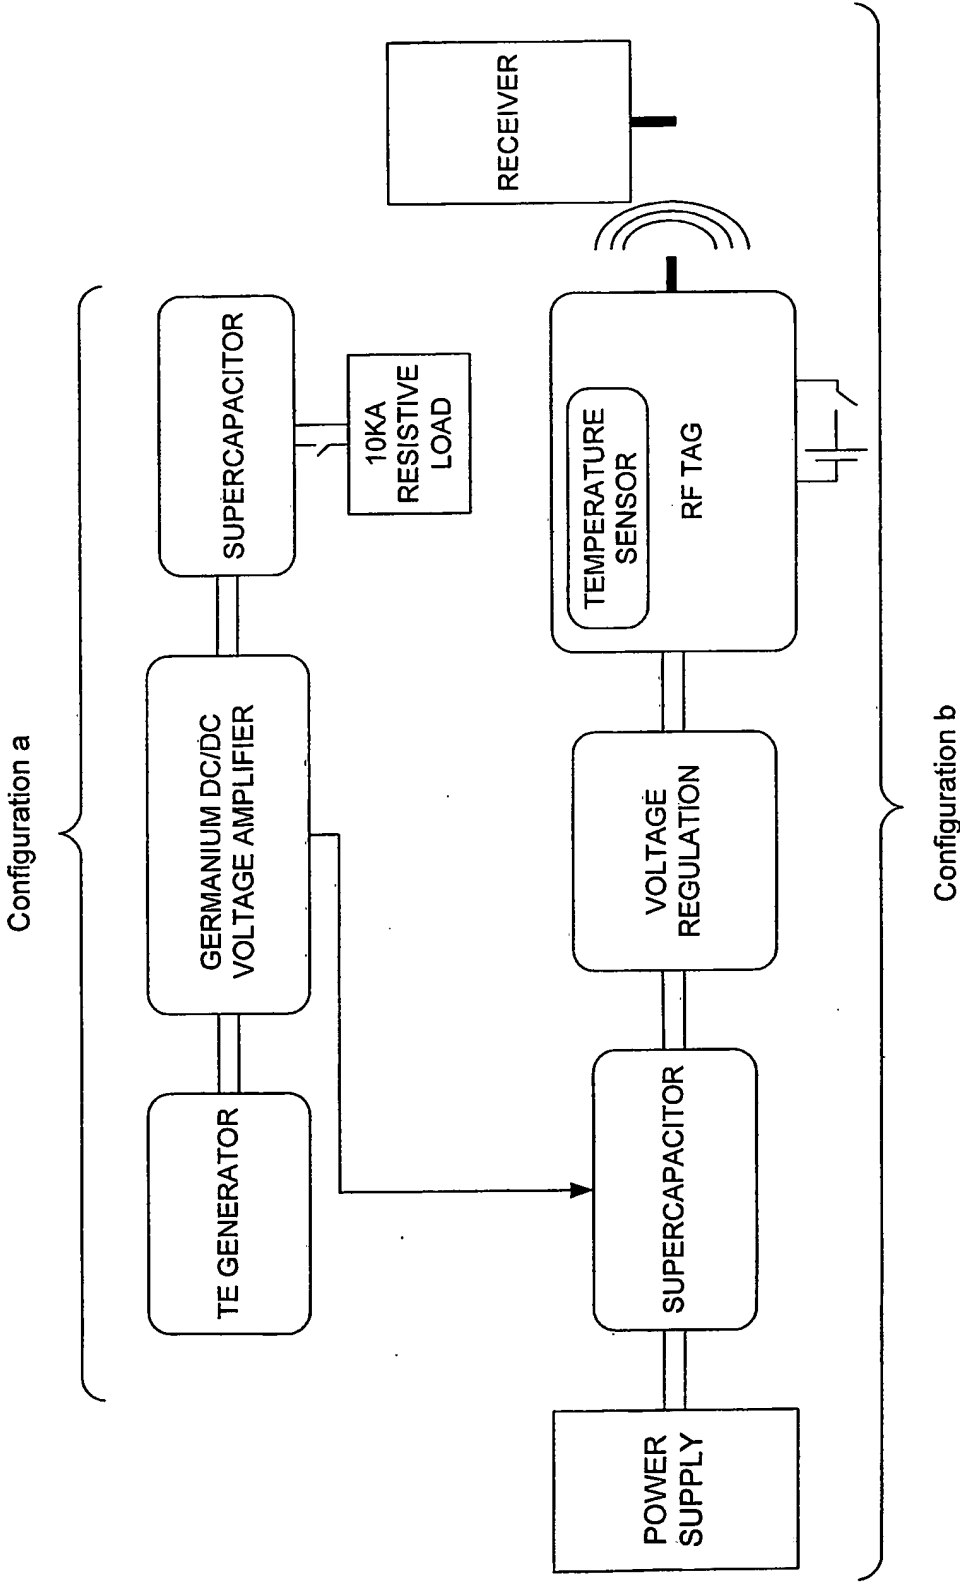 Configuration a
TE GENERATOR
GERMANIUM DC/DC
VOLTAGE AMPLIFIER
SUPERCAPACITOR
10KA
RESISTIVE
LOAD
RECEIVER
POWER
SUPPLY
SUPERCAPACITOR
VOLTAGE
REGULATION
TEMPERATURE
SENSOR
RF TAG
Configuration b